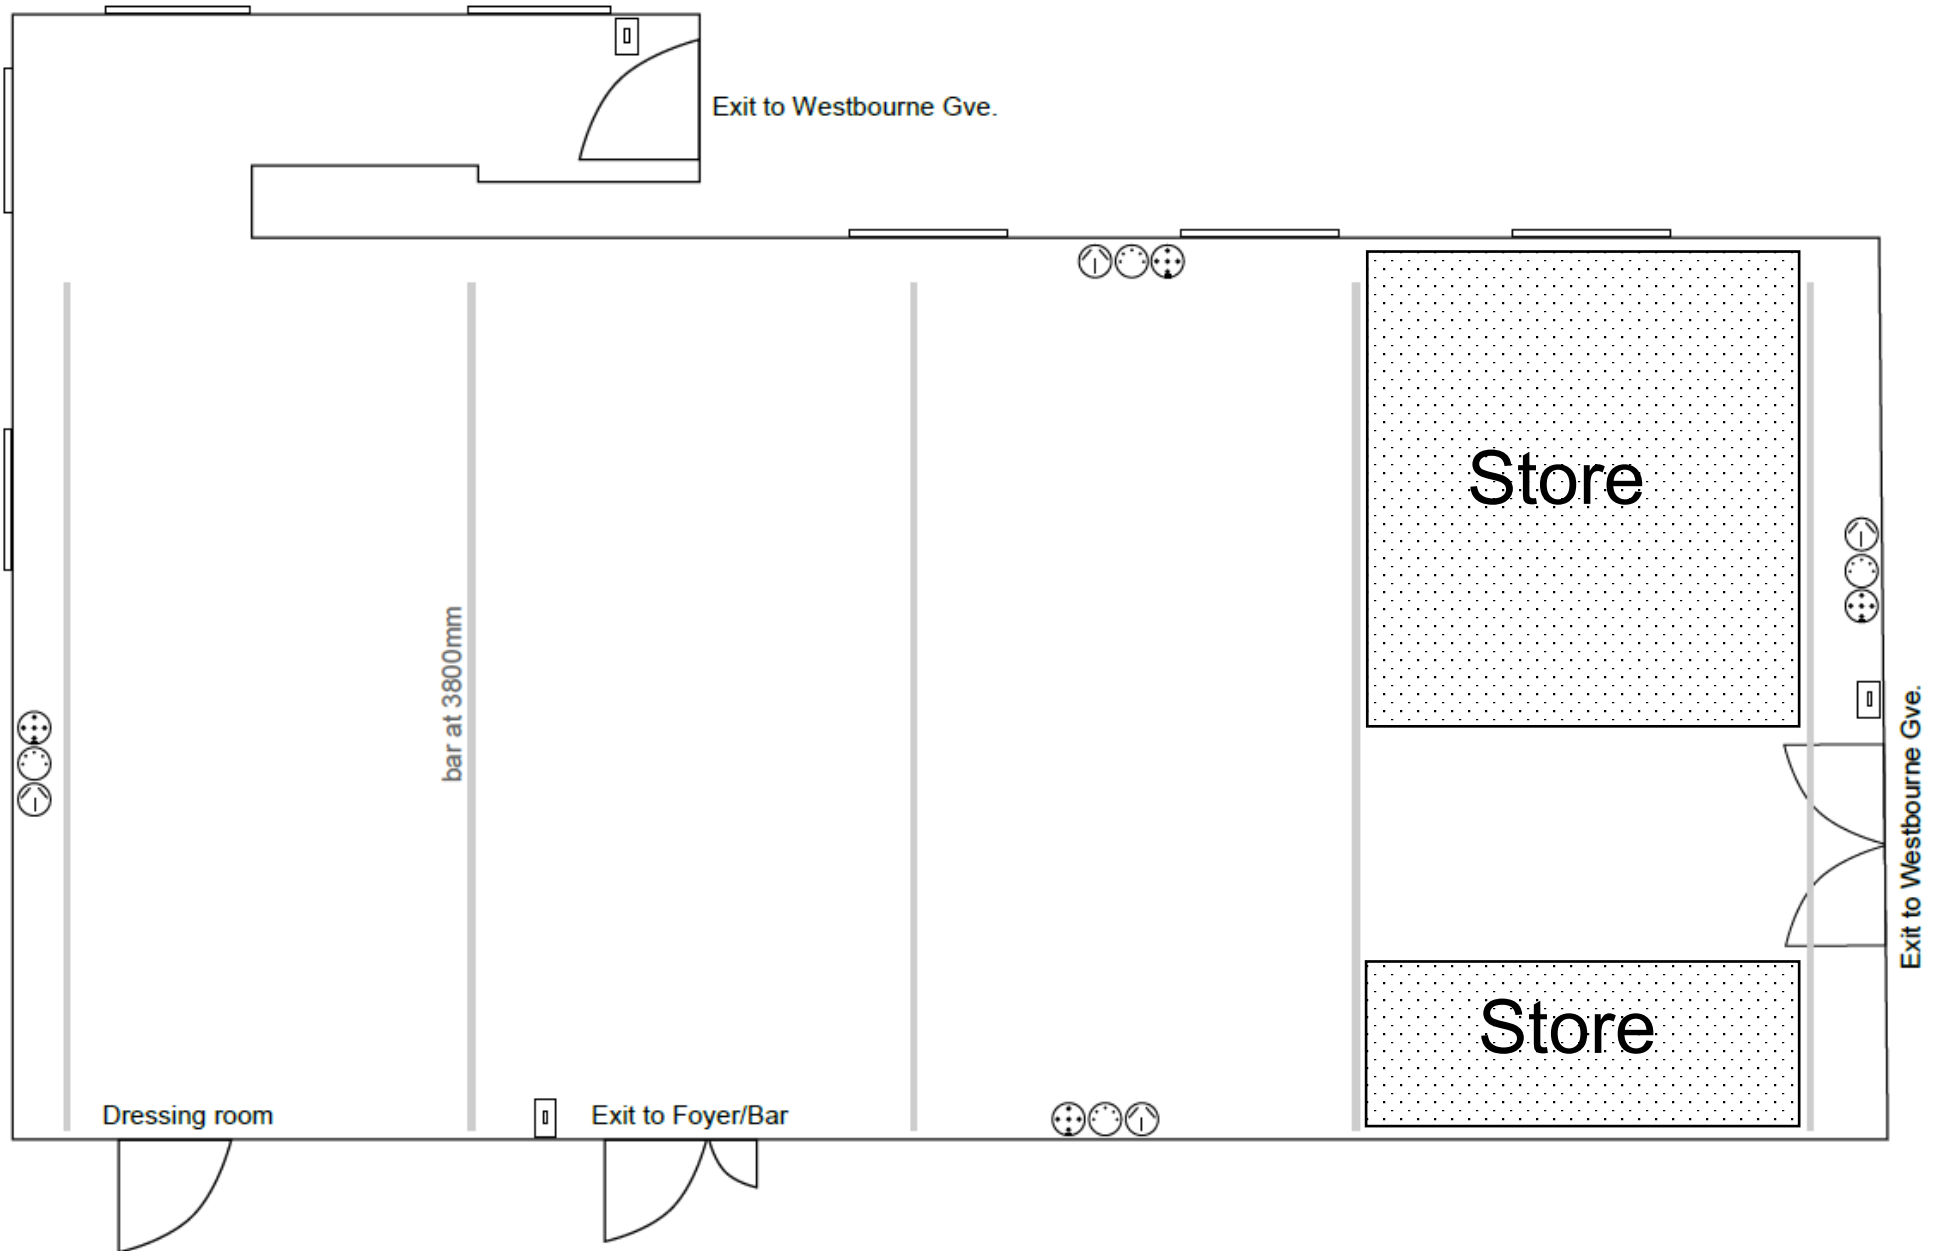 Exit to Westbourne Gve.
Store
bar at 3800mm
Exit to Westbourne Gve.
Store
Dressing room
Exit to Foyer/Bar